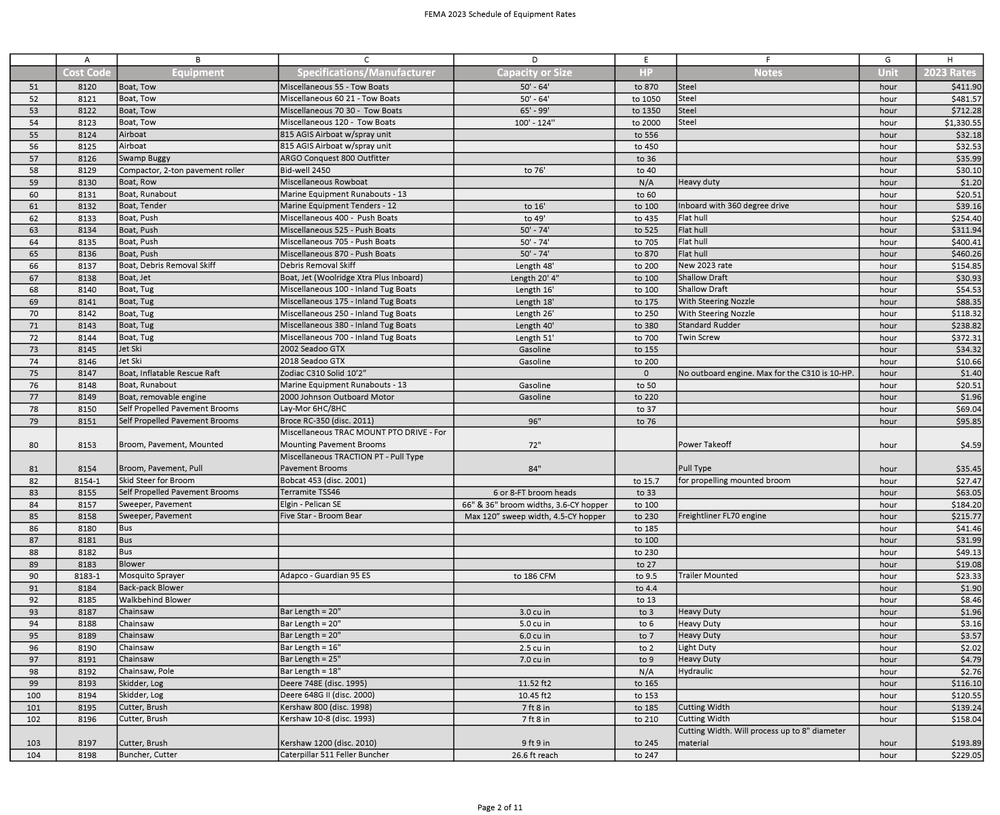 FEMA 2023 Schedule of Equipment Rates
A B C D E F G H
Cost Code Equipment Specifications/Manufacturer Capacity or Size HP Notes Unit 2023 Rates
51 8120 Boat, Tow Miscellaneous 55 - Tow Boats 50' - 64' to 870 Steel hour $411.90
52 8121 Boat, Tow Miscellaneous 60 21 - Tow Boats 50' - 64' to 1050 Steel hour $481.57
53 8122 Boat, Tow Miscellaneous 70 30 - Tow Boats 65' - 99' to 1350 Steel hour $712.28
54 8123 Boat, Tow Miscellaneous 120 - Tow Boats 100' - 124'' to 2000 Steel hour $1,330.55
55 8124 Airboat 815 AGIS Airboat w/spray unit to 556 hour $32.18
56 8125 Airboat 815 AGIS Airboat w/spray unit to 450 hour $32.53
57 8126 Swamp Buggy ARGO Conquest 800 Outfitter to 36 hour $35.99
58 8129 Compactor, 2-ton pavement roller Bid-well 2450 to 76' to 40 hour $30.10
59 8130 Boat, Row Miscellaneous Rowboat N/A Heavy duty hour $1.20
60 8131 Boat, Runabout Marine Equipment Runabouts - 13 to 60 hour $20.51
61 8132 Boat, Tender Marine Equipment Tenders - 12 to 16' to 100 Inboard with 360 degree drive hour $39.16
62 8133 Boat, Push Miscellaneous 400 - Push Boats to 49' to 435 Flat hull hour $254.40
63 8134 Boat, Push Miscellaneous 525 - Push Boats 50' - 74' to 525 Flat hull hour $311.94
64 8135 Boat, Push Miscellaneous 705 - Push Boats 50' - 74' to 705 Flat hull hour $400.41
65 8136 Boat, Push Miscellaneous 870 - Push Boats 50' - 74' to 870 Flat hull hour $460.26
66 8137 Boat, Debris Removal Skiff Debris Removal Skiff Length 48' to 200 New 2023 rate hour $154.85
67 8138 Boat, Jet Boat, Jet (Woolridge Xtra Plus Inboard) Length 20' 4" to 100 Shallow Draft hour $30.93
68 8140 Boat, Tug Miscellaneous 100 - Inland Tug Boats Length 16' to 100 Shallow Draft hour $54.53
69 8141 Boat, Tug Miscellaneous 175 - Inland Tug Boats Length 18' to 175 With Steering Nozzle hour $88.35
70 8142 Boat, Tug Miscellaneous 250 - Inland Tug Boats Length 26' to 250 With Steering Nozzle hour $118.32
71 8143 Boat, Tug Miscellaneous 380 - Inland Tug Boats Length 40' to 380 Standard Rudder hour $238.82
72 8144 Boat, Tug Miscellaneous 700 - Inland Tug Boats Length 51' to 700 Twin Screw hour $372.31
73 8145 Jet Ski 2002 Seadoo GTX Gasoline to 155 hour $34.32
74 8146 Jet Ski 2018 Seadoo GTX Gasoline to 200 hour $10.66
75 8147 Boat, Inflatable Rescue Raft Zodiac C310 Solid 10’2” 0 No outboard engine. Max for the C310 is 10-HP. hour $1.40
76 8148 Boat, Runabout Marine Equipment Runabouts - 13 Gasoline to 50 hour $20.51
77 8149 Boat, removable engine 2000 Johnson Outboard Motor Gasoline to 220 hour $1.96
78 8150 Self Propelled Pavement Brooms Lay-Mor 6HC/8HC to 37 hour $69.04
79 8151 Self Propelled Pavement Brooms Broce RC-350 (disc. 2011) 96" to 76 hour $95.85
Miscellaneous TRAC MOUNT PTO DRIVE - For
80 8153 Broom, Pavement, Mounted Mounting Pavement Brooms 72" Power Takeoff hour $4.59
Miscellaneous TRACTION PT - Pull Type
81 8154 Broom, Pavement, Pull Pavement Brooms 84" Pull Type hour $35.45
82 8154-1 Skid Steer for Broom Bobcat 453 (disc. 2001) to 15.7 for propelling mounted broom hour $27.47
83 8155 Self Propelled Pavement Brooms Terramite TSS46 6 or 8-FT broom heads to 33 hour $63.05
84 8157 Sweeper, Pavement Elgin - Pelican SE 66" & 36" broom widths, 3.6-CY hopper to 100 hour $184.20
85 8158 Sweeper, Pavement Five Star - Broom Bear Max 120” sweep width, 4.5-CY hopper to 230 Freightliner FL70 engine hour $215.77
86 8180 Bus to 185 hour $41.46
87 8181 Bus to 100 hour $31.99
88 8182 Bus to 230 hour $49.13
89 8183 Blower to 27 hour $19.08
90 8183-1 Mosquito Sprayer Adapco - Guardian 95 ES to 186 CFM to 9.5 Trailer Mounted hour $23.33
91 8184 Back-pack Blower to 4.4 hour $1.90
92 8185 Walkbehind Blower to 13 hour $8.46
93 8187 Chainsaw Bar Length = 20" 3.0 cu in to 3 Heavy Duty hour $1.96
94 8188 Chainsaw Bar Length = 20" 5.0 cu in to 6 Heavy Duty hour $3.16
95 8189 Chainsaw Bar Length = 20" 6.0 cu in to 7 Heavy Duty hour $3.57
96 8190 Chainsaw Bar Length = 16" 2.5 cu in to 2 Light Duty hour $2.02
97 8191 Chainsaw Bar Length = 25" 7.0 cu in to 9 Heavy Duty hour $4.79
98 8192 Chainsaw, Pole Bar Length = 18" N/A Hydraulic hour $2.76
99 8193 Skidder, Log Deere 748E (disc. 1995) 11.52 ft2 to 165 hour $116.10
100 8194 Skidder, Log Deere 648G II (disc. 2000) 10.45 ft2 to 153 hour $120.55
101 8195 Cutter, Brush Kershaw 800 (disc. 1998) 7 ft 8 in to 185 Cutting Width hour $139.24
102 8196 Cutter, Brush Kershaw 10-8 (disc. 1993) 7 ft 8 in to 210 Cutting Width hour $158.04
Cutting Width. Will process up to 8" diameter
103 8197 Cutter, Brush Kershaw 1200 (disc. 2010) 9 ft 9 in to 245 material hour $193.89
104 8198 Buncher, Cutter Caterpillar 511 Feller Buncher 26.6 ft reach to 247 hour $229.05
Page 2 of 11